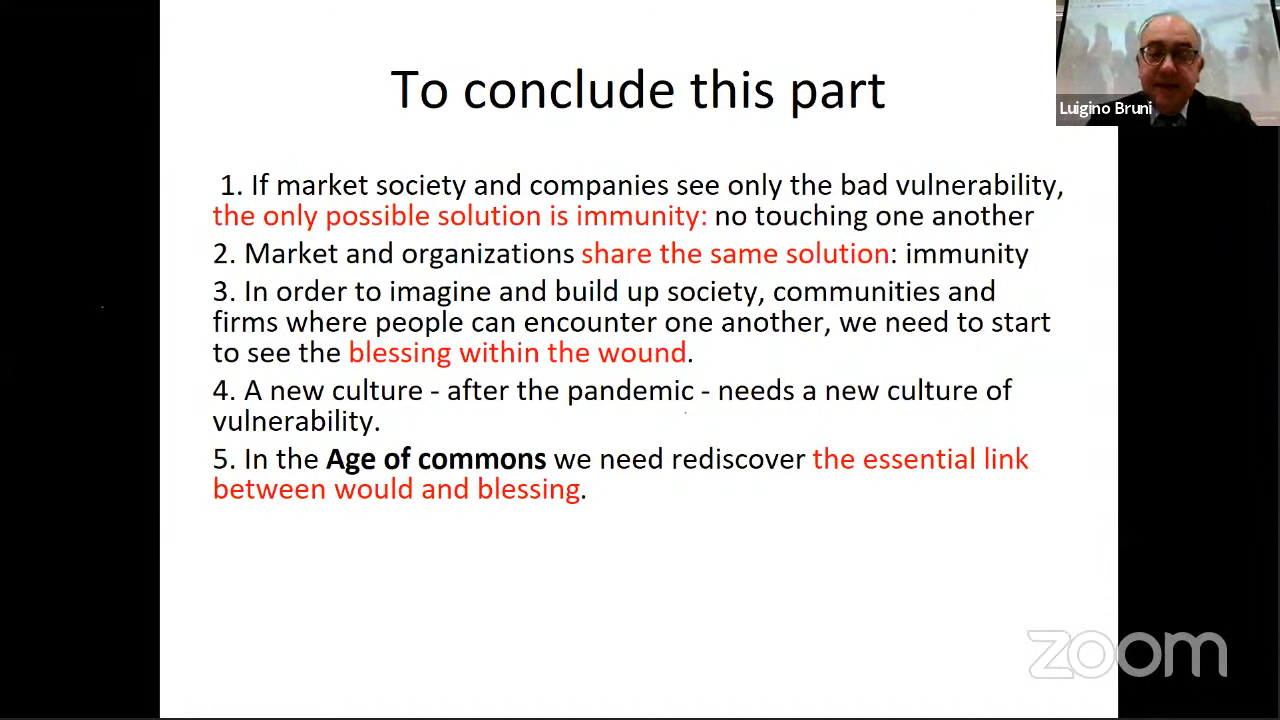 To conclude this part
Luigino Bruni
1. If market society and companies see only the bad vulnerability,
the only possible solution is immunity: no touching one another
2. Market and organizations share the same solution: immunity
3. In order to imagine and build up society, communities and
firms where people can encounter one another, we need to start
to see the blessing within the wound.
4. A new culture - after the pandemic - needs a new culture of
vulnerability.
5. In the Age of commons we need rediscover the essential link
between would and blessing.
zoom